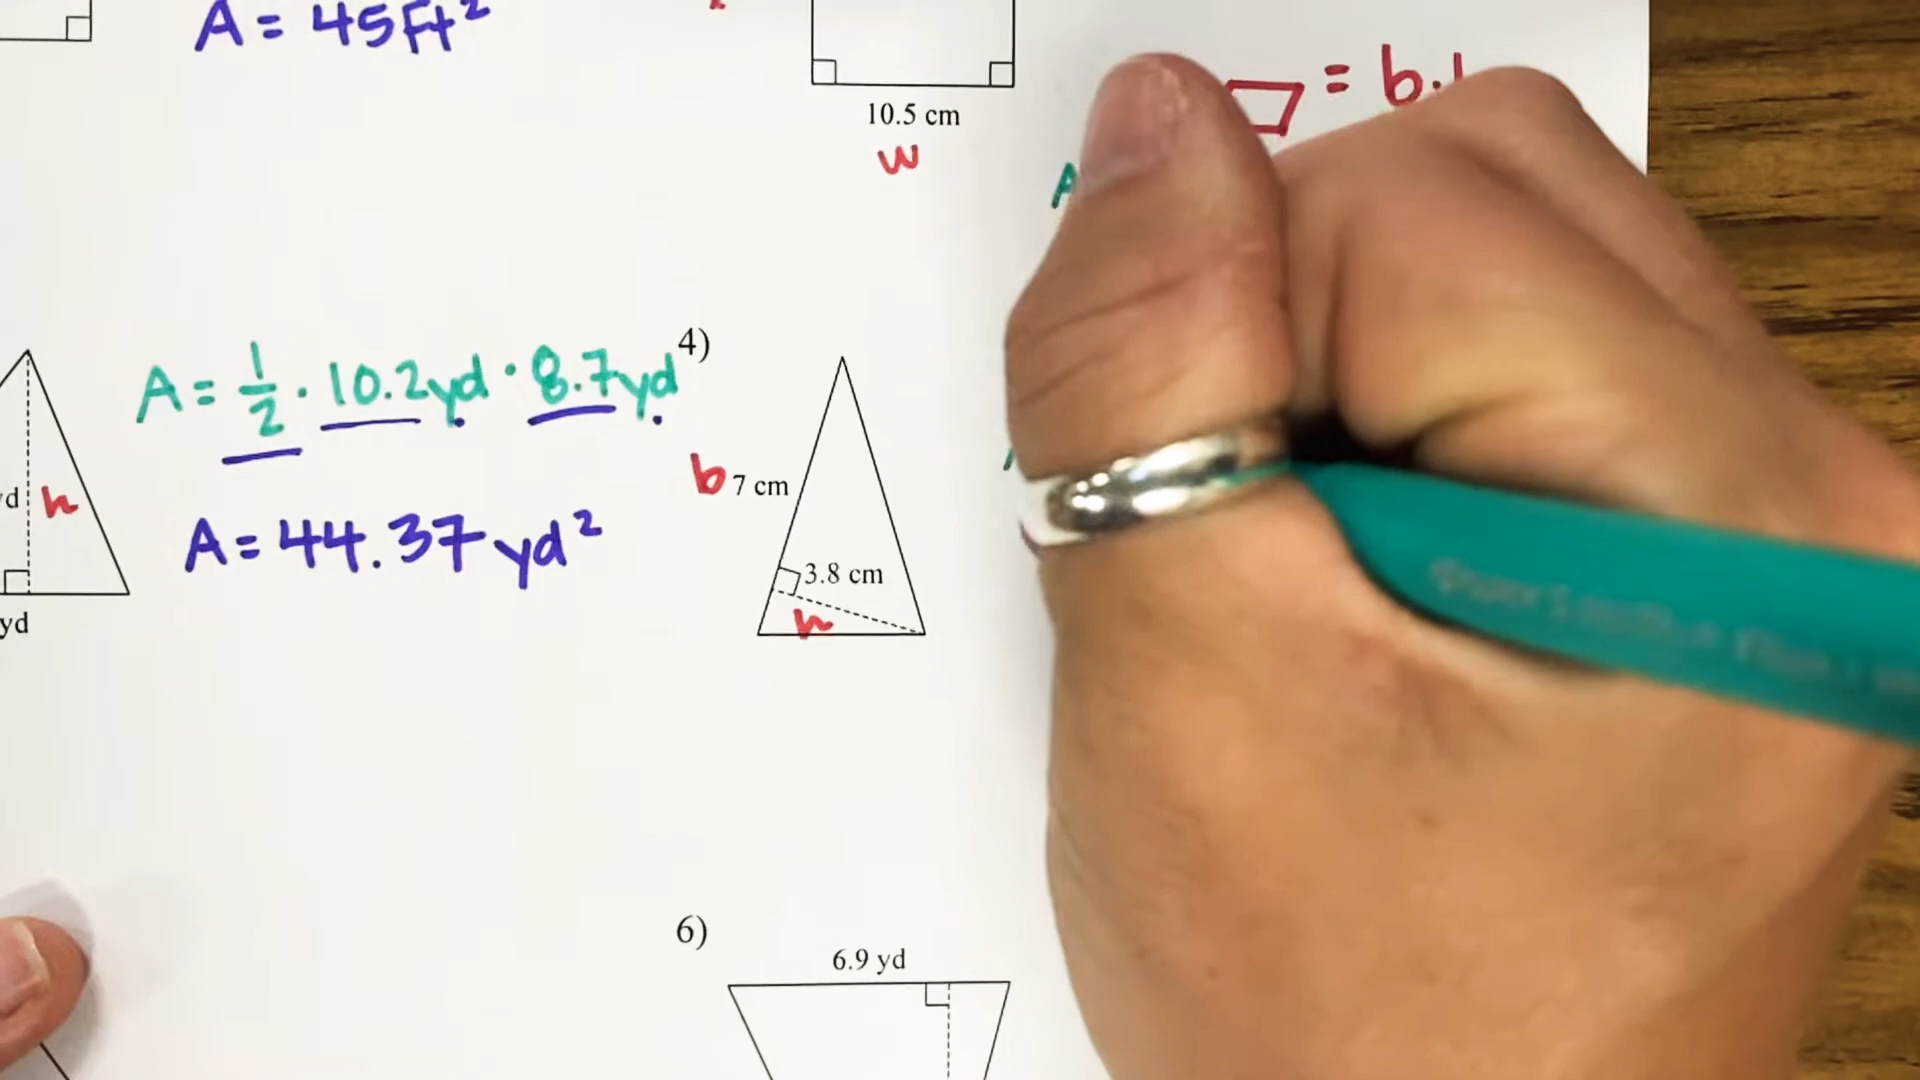 A = 45Ft²
10.5 cm
w
= b.
A
A = 1/2 · 10.2yd · 8.7yd
4)
b 7 cm
d h
A = 44.37 yd²
3.8 cm
h
yd
6)
6.9 yd